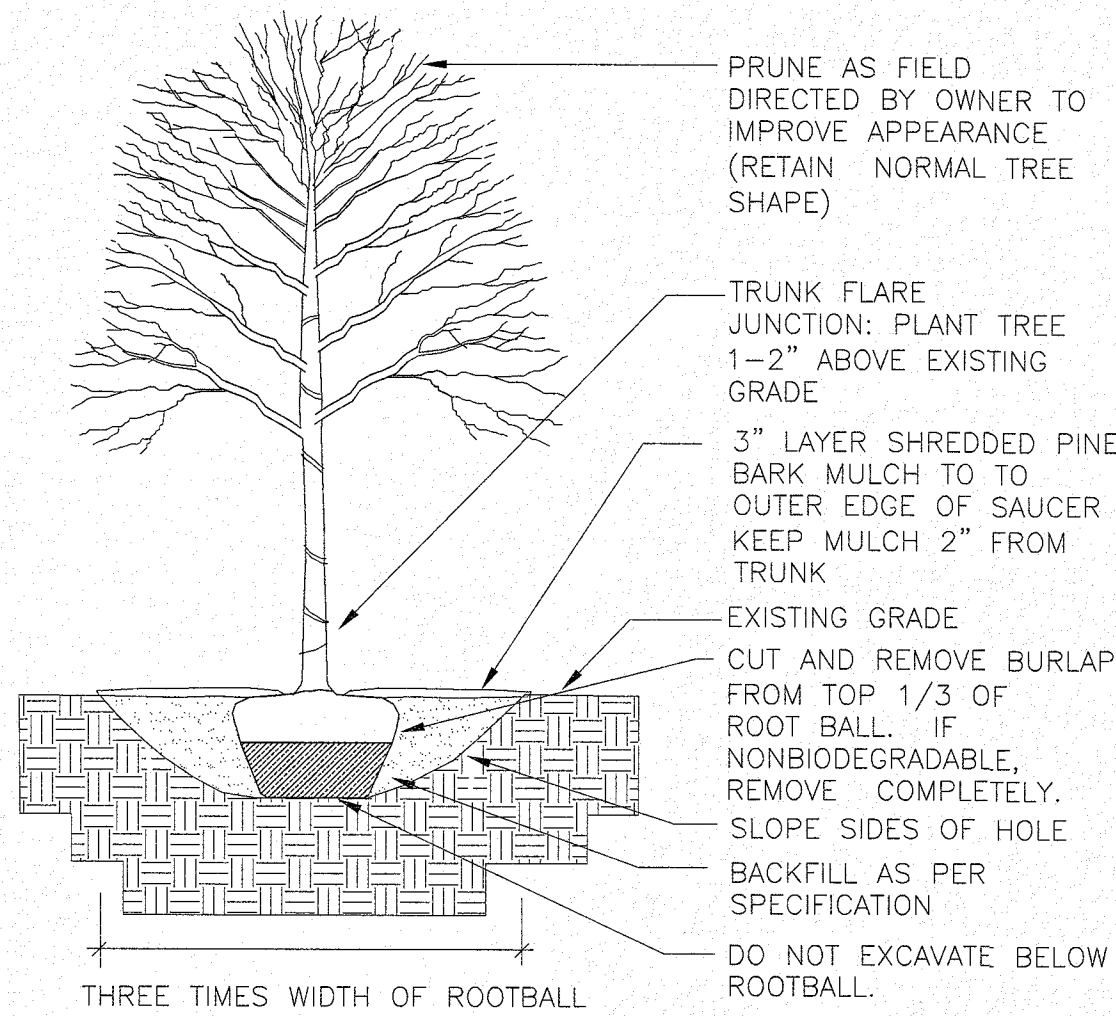 PRUNE AS FIELD
DIRECTED BY OWNER TO
IMPROVE APPEARANCE
(RETAIN NORMAL TREE
SHAPE)
TRUNK FLARE
JUNCTION: PLANT TREE
1-2" ABOVE EXISTING
GRADE
3" LAYER SHREDDED PINE
BARK MULCH TO TO
OUTER EDGE OF SAUCER
KEEP MULCH 2" FROM
TRUNK
EXISTING GRADE
CUT AND REMOVE BURLAP
FROM TOP 1/3 OF
ROOT BALL. IF
NONBIODEGRADABLE,
REMOVE COMPLETELY.
SLOPE SIDES OF HOLE
BACKFILL AS PER
SPECIFICATION
DO NOT EXCAVATE BELOW
ROOTBALL.
THREE TIMES WIDTH OF ROOTBALL